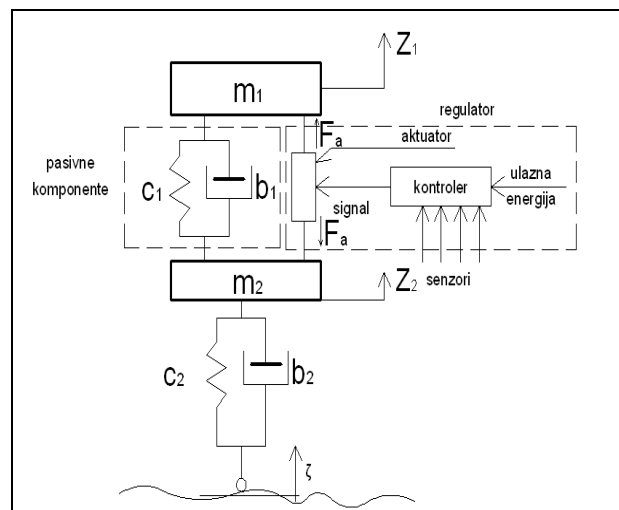 Z1
m1
regulator
Fa
aktuator
pasivne
komponente
c1
b1
kontroler
ulazna
energija
signal
Fa
m2
Z2
senzori
c2
b2
ζ